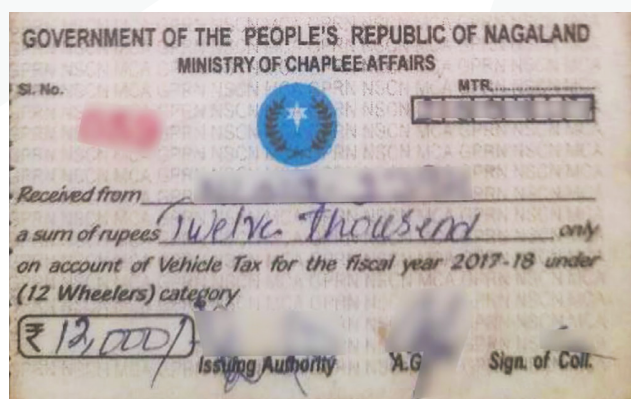 GOVERNMENT OF THE PEOPLE'S REPUBLIC OF NAGALAND
MINISTRY OF CHAPLEE AFFAIRS
Sl. No.
MTR.
Received from
a sum of rupees Twelve thousend only
on account of Vehicle Tax for the fiscal year 2017-18 under
(12 Wheelers) category
₹ 12,000/-
Issuing Authority A.G Sign. of Coll.